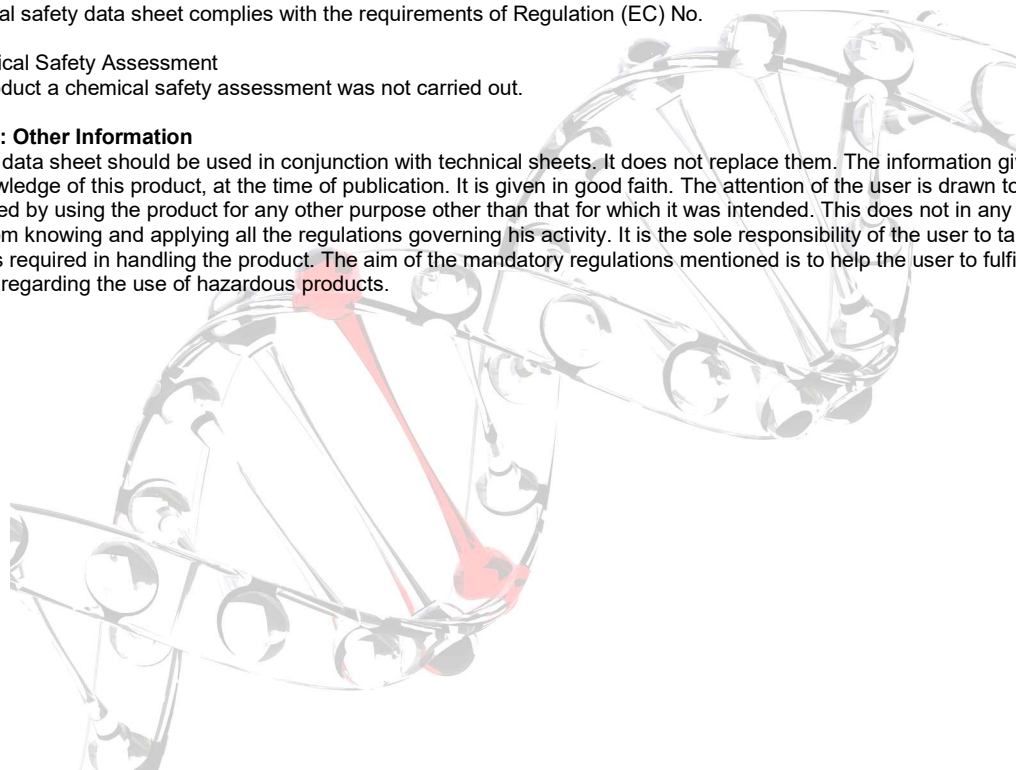 al safety data sheet complies with the requirements of Regulation (EC) No.
ical Safety Assessment
duct a chemical safety assessment was not carried out.
: Other Information
data sheet should be used in conjunction with technical sheets. It does not replace them. The information gi
wledge of this product, at the time of publication. It is given in good faith. The attention of the user is drawn to
ed by using the product for any other purpose other than that for which it was intended. This does not in any
om knowing and applying all the regulations governing his activity. It is the sole responsibility of the user to ta
s required in handling the product. The aim of the mandatory regulations mentioned is to help the user to fulfi
regarding the use of hazardous products.